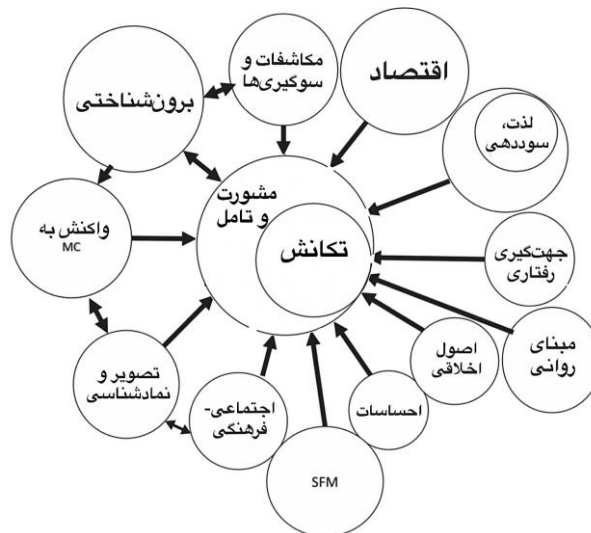 مکاشفات و
سوگیری‌ها
اقتصاد
برون‌شناختی
لذت،
سوددهی
مشورت
و تامل
تکانش
واکنش به
MC
جهت‌گیری
رفتاری
مبنای
روانی
اصول
اخلاقی
تصویر و
نمادشناسی
اجتماعی-
فرهنگی
احساسات
SFM